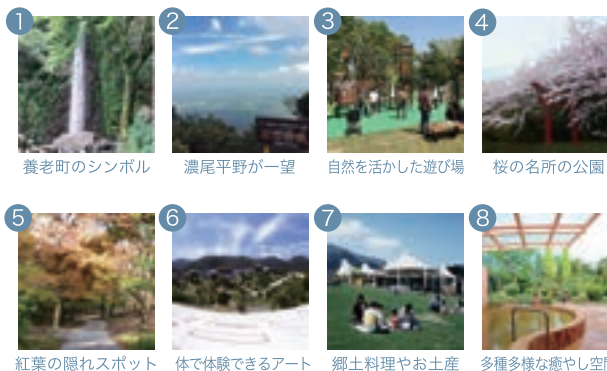 1
養老町のシンボル
2
濃尾平野が一望
3
自然を活かした遊び場
4
桜の名所の公園
5
紅葉の隠れスポット
6
体で体験できるアート
7
郷土料理やお土産
8
多種多様な癒やし空間